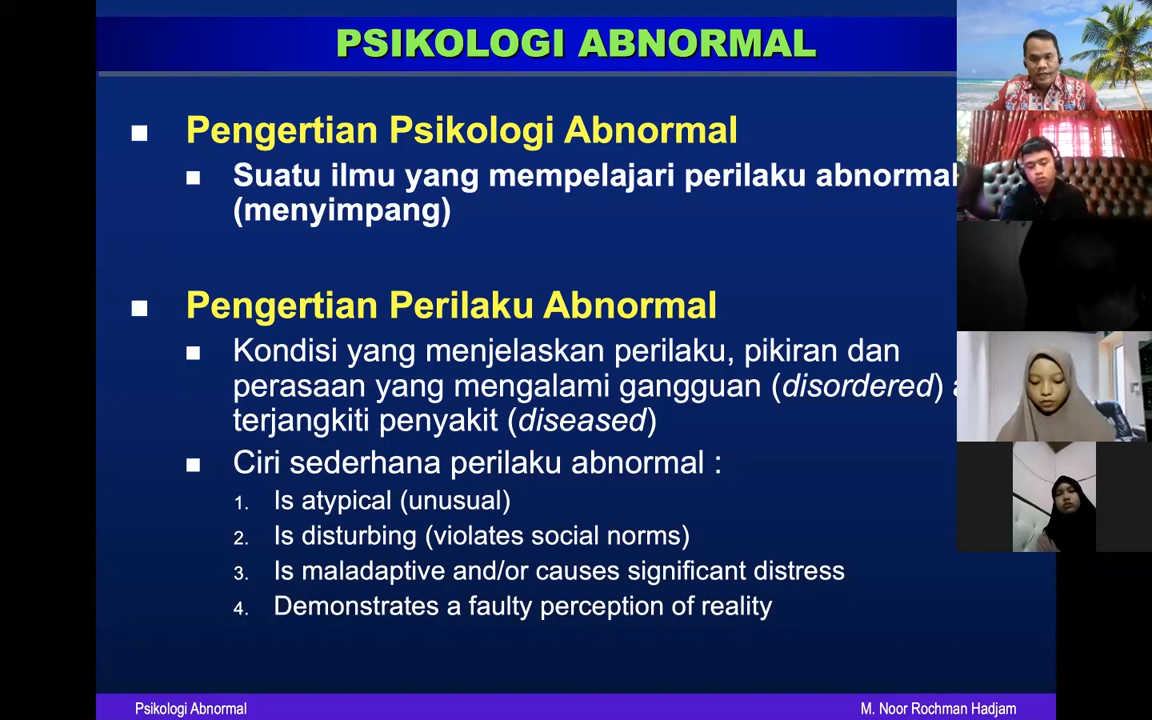 PSIKOLOGI ABNORMAL
Pengertian Psikologi Abnormal
Suatu ilmu yang mempelajari perilaku abnormal
(menyimpang)
Pengertian Perilaku Abnormal
Kondisi yang menjelaskan perilaku, pikiran dan
perasaan yang mengalami gangguan (disordered)
terjangkiti penyakit (diseased)
Ciri sederhana perilaku abnormal :
1. Is atypical (unusual)
2. Is disturbing (violates social norms)
3. Is maladaptive and/or causes significant distress
4. Demonstrates a faulty perception of reality
Psikologi Abnormal
M. Noor Rochman Hadjam